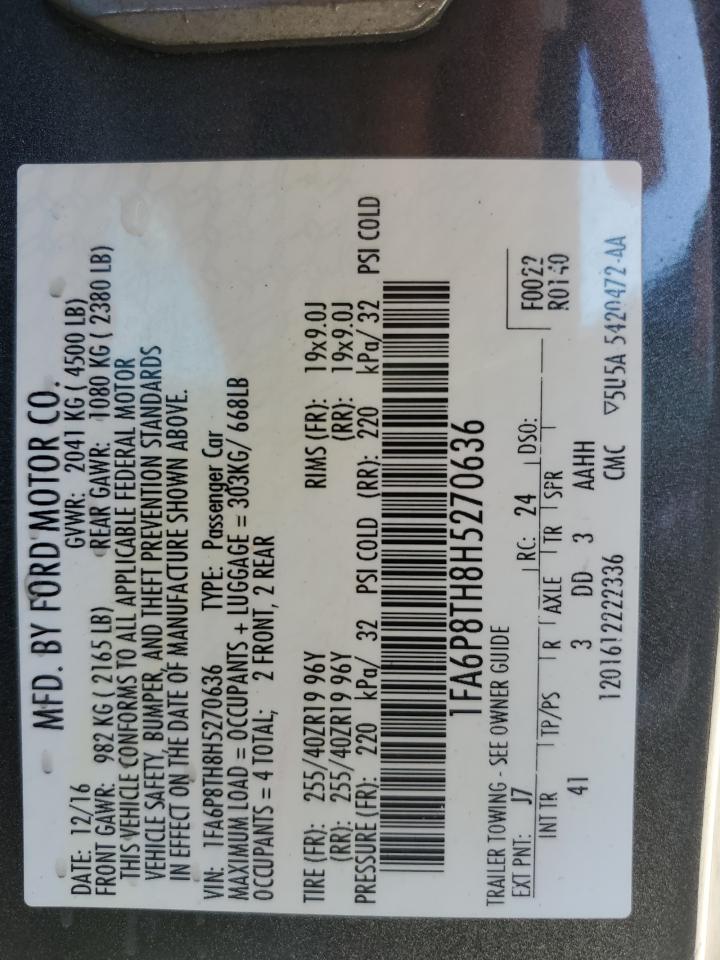 MFD. BY FORD MOTOR CO.
DATE: 12/16 GVWR: 2041 KG ( 4500 LB)
FRONT GAWR: 982 KG ( 2165 LB) REAR GAWR: 1080 KG ( 2380 LB)
THIS VEHICLE CONFORMS TO ALL APPLICABLE FEDERAL MOTOR
VEHICLE SAFETY, BUMPER, AND THEFT PREVENTION STANDARDS
IN EFFECT ON THE DATE OF MANUFACTURE SHOWN ABOVE.
VIN: 1FA6P8TH8H5270636 TYPE: Passenger Car
MAXIMUM LOAD = OCCUPANTS + LUGGAGE = 303KG/ 668LB
OCCUPANTS = 4 TOTAL; 2 FRONT, 2 REAR
TIRE (FR): 255/40ZR19 96Y RIMS (FR): 19x9.0J
(RR): 255/40ZR19 96Y (RR): 19x9.0J
PRESSURE (FR): 220 kPa/ 32 PSI COLD (RR): 220 kPa/ 32 PSI COLD
1FA6P8TH8H5270636
TRAILER TOWING - SEE OWNER GUIDE F0022
EXT PNT: J7 RC: 24 DSO: R0140
INT TR TP/PS R AXLE TR SPR
41 3 DD 3 AAHH
1201612222336 CMC ▽5U5A 5420472-AA